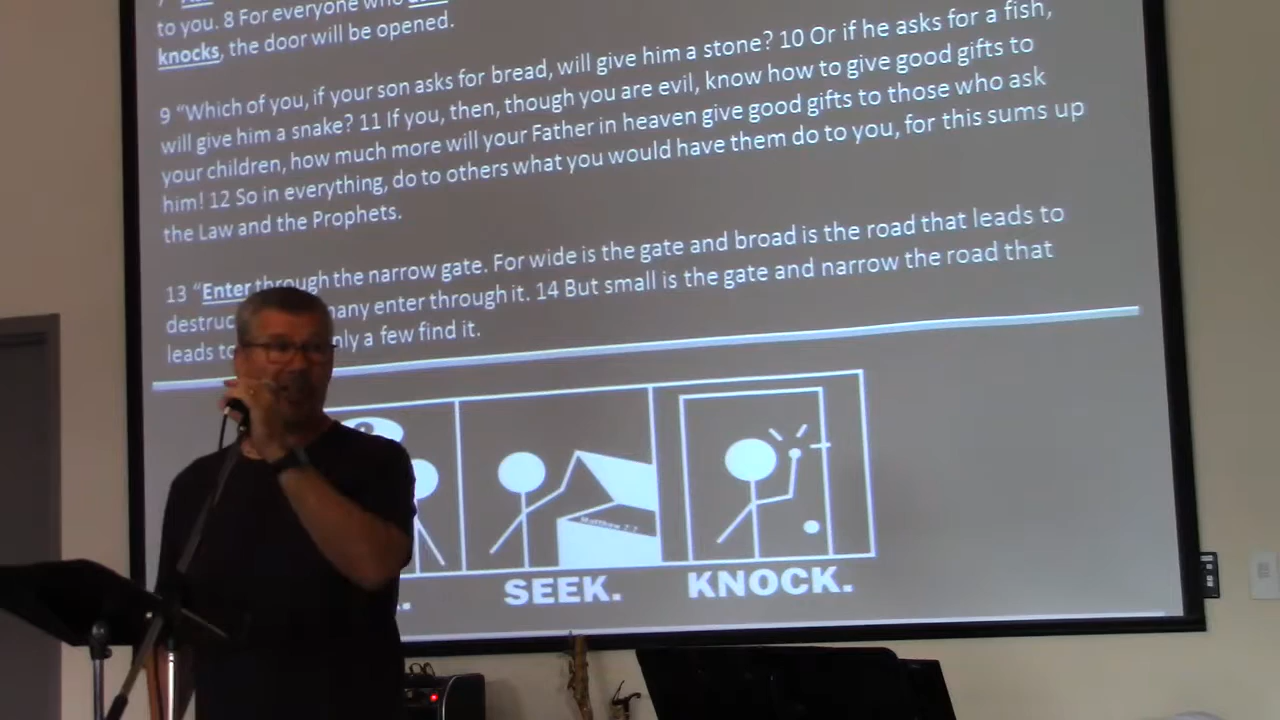 to you. 8 For everyone who
knocks, the door will be opened.
9 “Which of you, if your son asks for bread, will give him a stone? 10 Or if he asks for a fish,
will give him a snake? 11 If you, then, though you are evil, know how to give good gifts to
your children, how much more will your Father in heaven give good gifts to those who ask
him! 12 So in everything, do to others what you would have them do to you, for this sums up
the Law and the Prophets.
13 “Enter through the narrow gate. For wide is the gate and broad is the road that leads to
destruc any enter through it. 14 But small is the gate and narrow the road that
leads to nly a few find it.
Matthew 7:7
SEEK.
KNOCK.